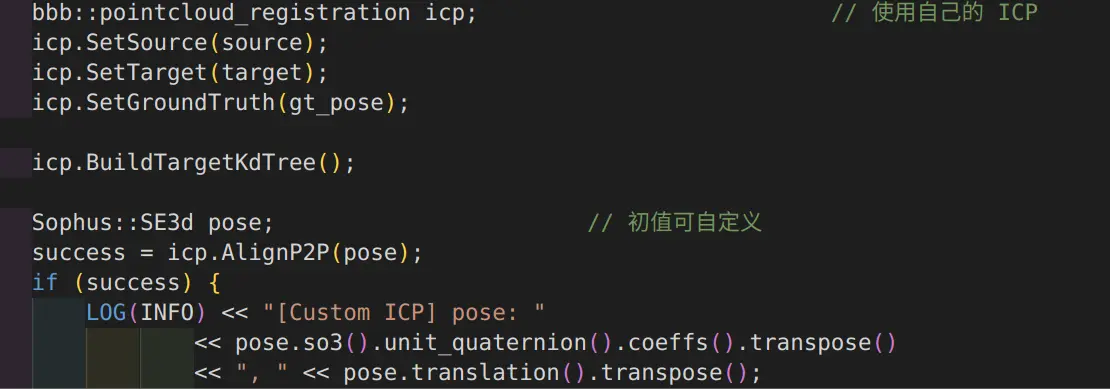 bbb::pointcloud_registration icp; // 使用自己的 ICP
icp.SetSource(source);
icp.SetTarget(target);
icp.SetGroundTruth(gt_pose);
icp.BuildTargetKdTree();
Sophus::SE3d pose; // 初值可自定义
success = icp.AlignP2P(pose);
if (success) {
LOG(INFO) << "[Custom ICP] pose: "
<< pose.so3().unit_quaternion().coeffs().transpose()
<< ", " << pose.translation().transpose();